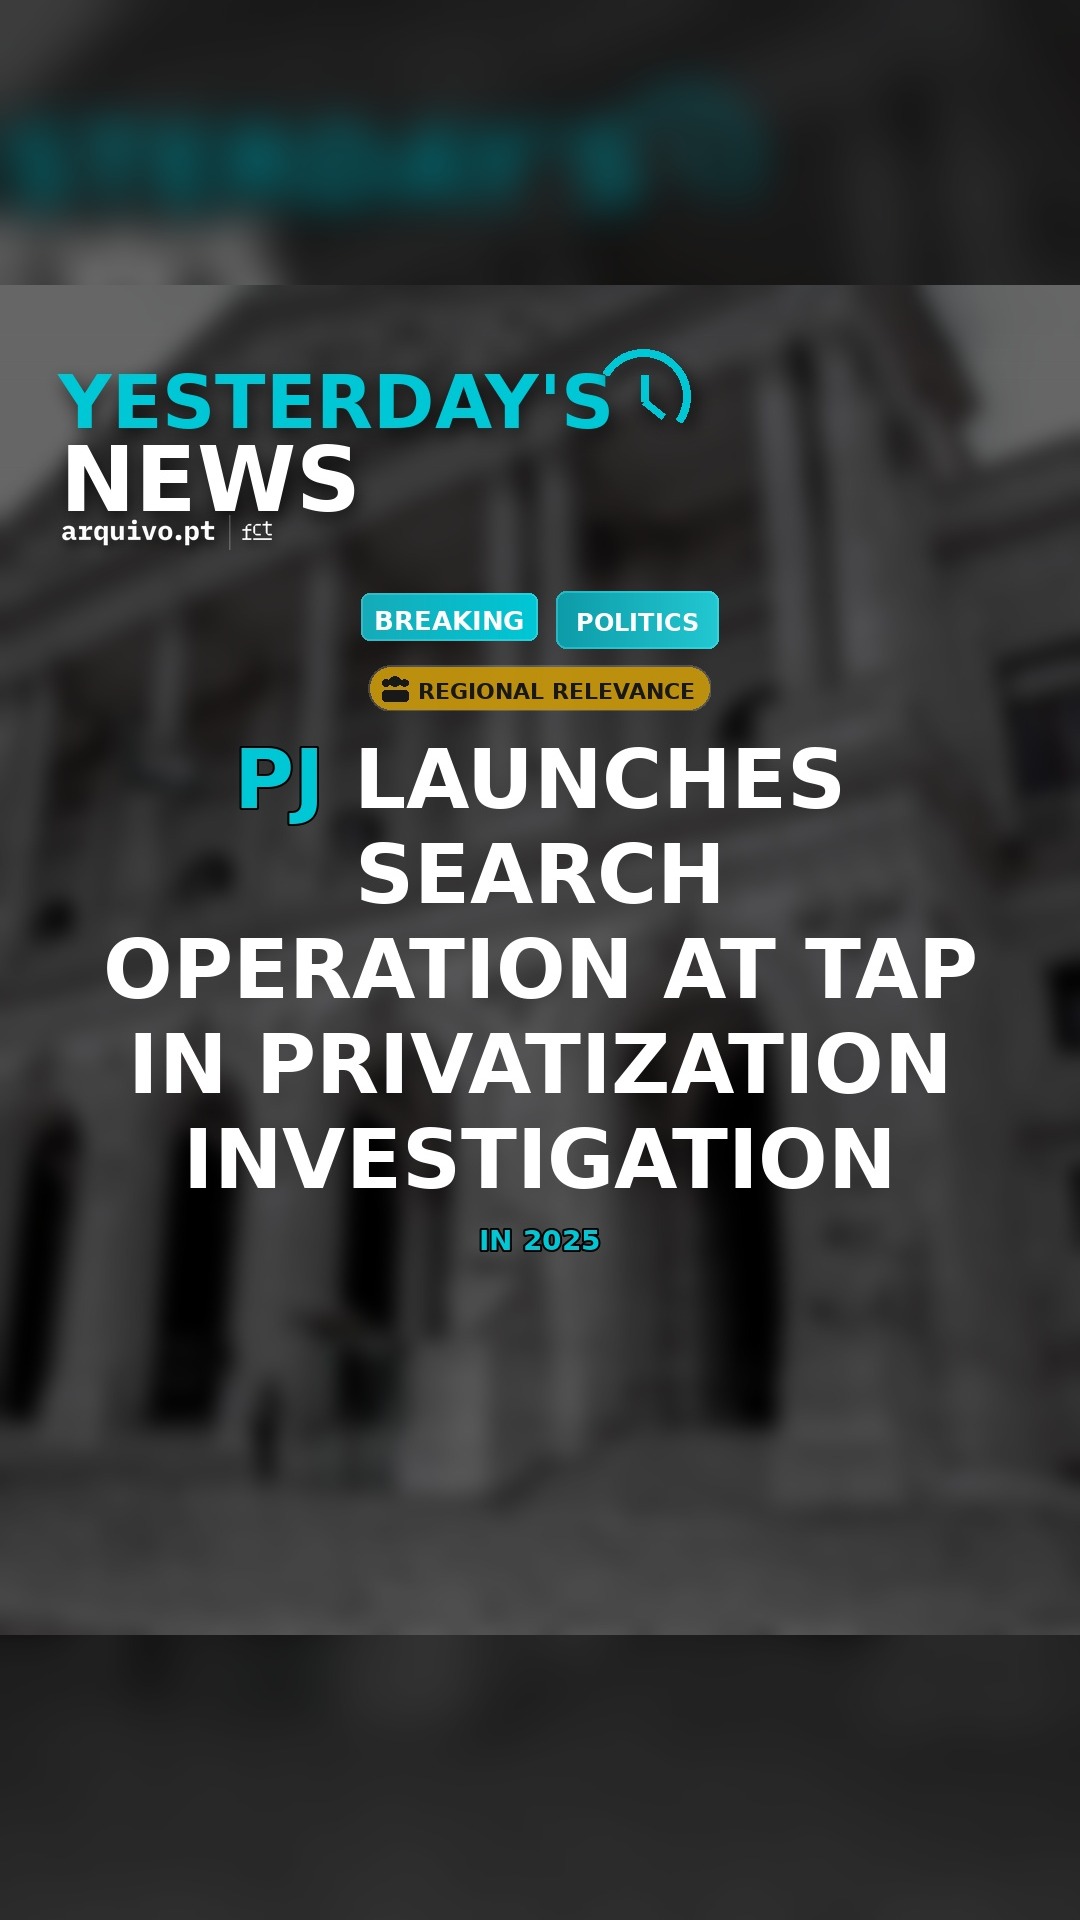 YESTERDAY'S
NEWS
arquivo.pt | fct
BREAKING
POLITICS
REGIONAL RELEVANCE
PJ LAUNCHES
SEARCH
OPERATION AT TAP
IN PRIVATIZATION
INVESTIGATION
IN 2025